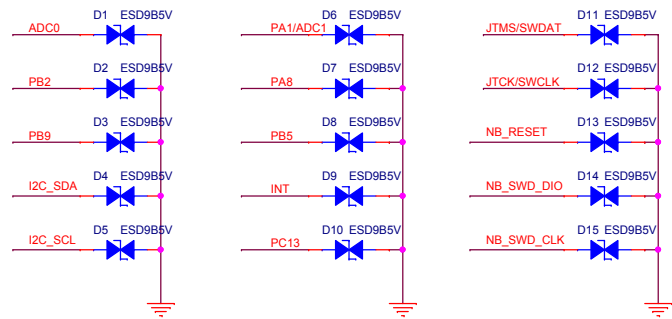 D1 ESD9B5V
ADC0
D2 ESD9B5V
PB2
D3 ESD9B5V
PB9
D4 ESD9B5V
I2C_SDA
D5 ESD9B5V
I2C_SCL
D6 ESD9B5V
PA1/ADC1
D7 ESD9B5V
PA8
D8 ESD9B5V
PB5
D9 ESD9B5V
INT
D10 ESD9B5V
PC13
D11 ESD9B5V
JTMS/SWDAT
D12 ESD9B5V
JTCK/SWCLK
D13 ESD9B5V
NB_RESET
D14 ESD9B5V
NB_SWD_DIO
D15 ESD9B5V
NB_SWD_CLK